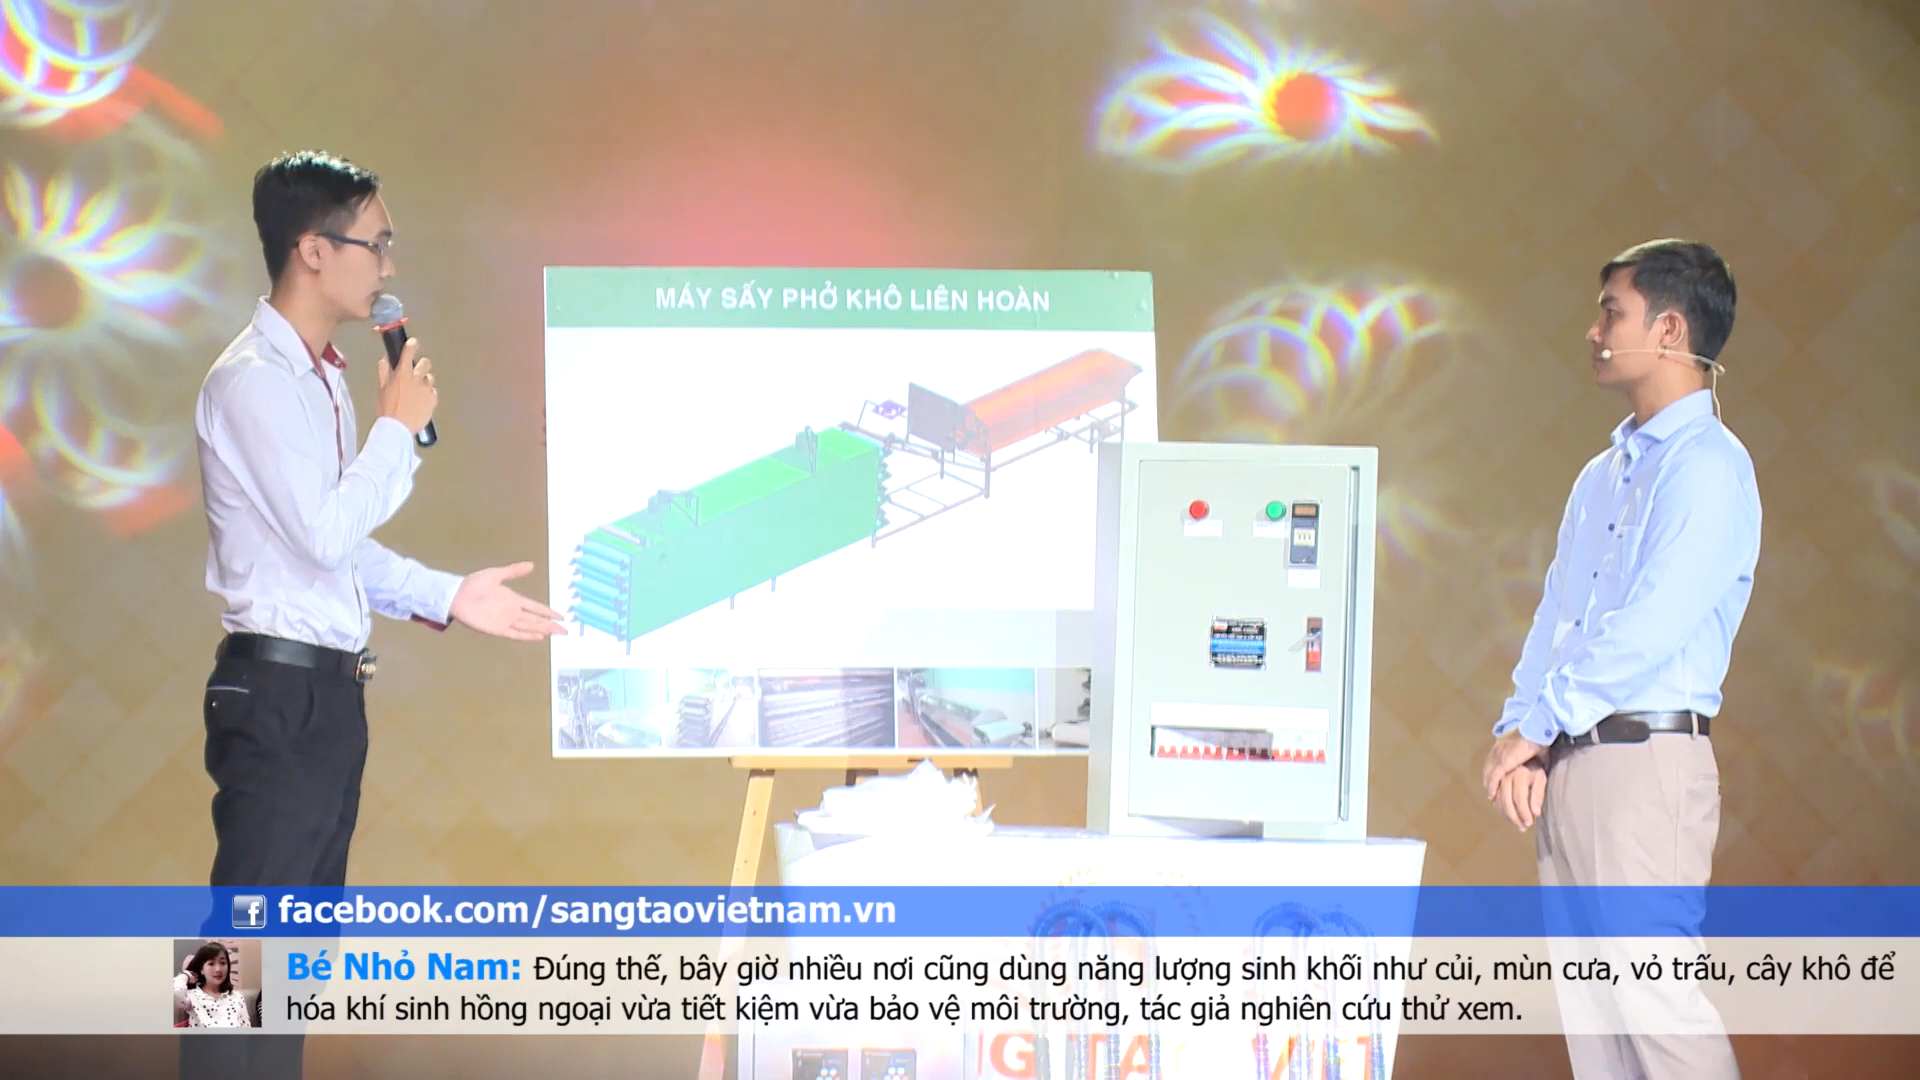 MÁY SẤY PHỞ KHÔ LIÊN HOÀN
facebook.com/sangtaovietnam.vn
Bé Nhỏ Nam: Đúng thế, bây giờ nhiều nơi cũng dùng năng lượng sinh khối như củi, mùn cưa, vỏ trấu, cây khô để
hóa khí sinh hồng ngoại vừa tiết kiệm vừa bảo vệ môi trường, tác giả nghiên cứu thử xem.